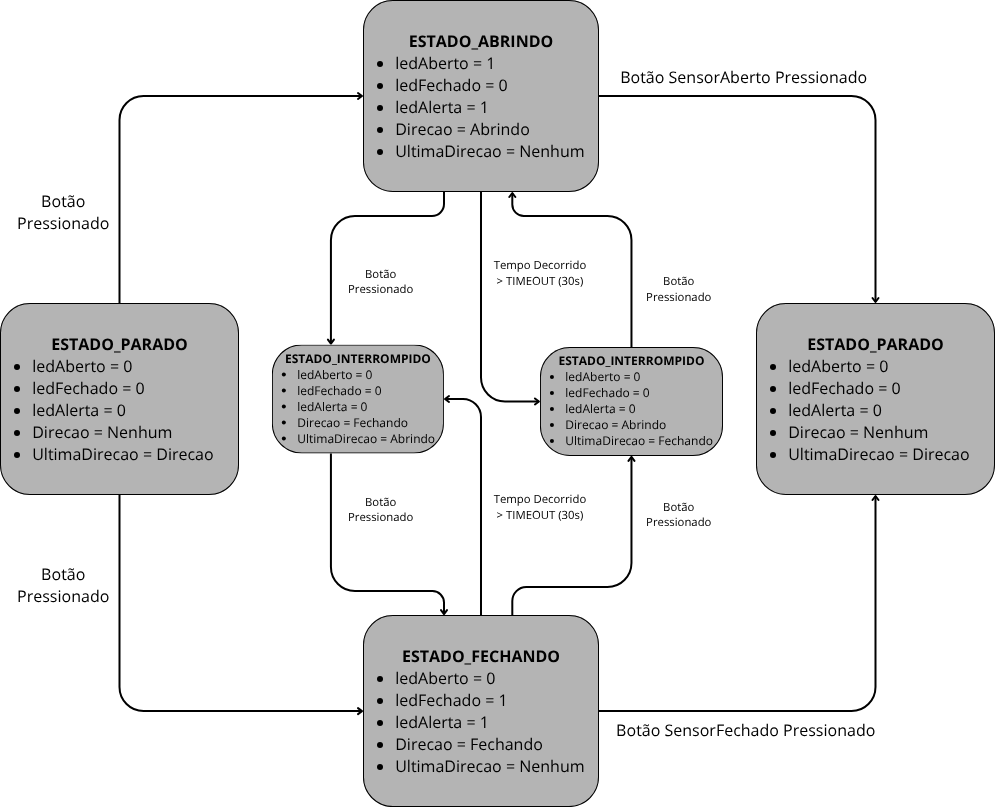 ESTADO_ABRINDO
• ledAberto = 1
• ledFechado = 0
• ledAlerta = 1
• Direcao = Abrindo
• UltimaDirecao = Nenhum
Botão SensorAberto Pressionado
Botão
Pressionado
Botão
Pressionado
Tempo Decorrido
> TIMEOUT (30s)
Botão
Pressionado
ESTADO_PARADO
• ledAberto = 0
• ledFechado = 0
• ledAlerta = 0
• Direcao = Nenhum
• UltimaDirecao = Direcao
ESTADO_INTERROMPIDO
• ledAberto = 0
• ledFechado = 0
• ledAlerta = 0
• Direcao = Fechando
• UltimaDirecao = Abrindo
ESTADO_INTERROMPIDO
• ledAberto = 0
• ledFechado = 0
• ledAlerta = 0
• Direcao = Abrindo
• UltimaDirecao = Fechando
ESTADO_PARADO
• ledAberto = 0
• ledFechado = 0
• ledAlerta = 0
• Direcao = Nenhum
• UltimaDirecao = Direcao
Botão
Pressionado
Botão
Pressionado
Tempo Decorrido
> TIMEOUT (30s)
Botão
Pressionado
ESTADO_FECHANDO
• ledAberto = 0
• ledFechado = 1
• ledAlerta = 1
• Direcao = Fechando
• UltimaDirecao = Nenhum
Botão SensorFechado Pressionado